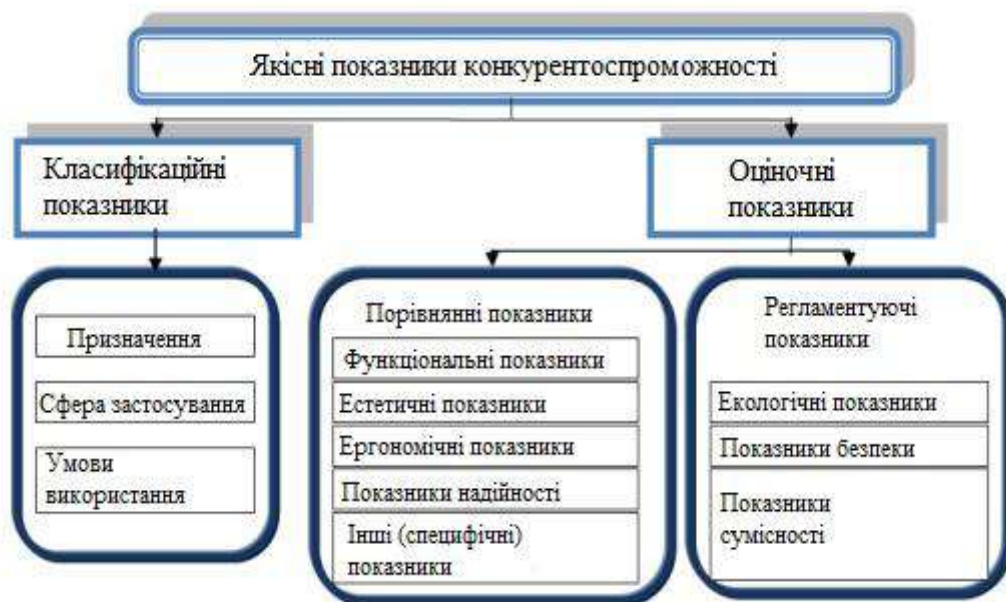 Якісні показники конкурентоспроможності
Класифікаційні
показники
Оціночні
показники
Призначення
Сфера застосування
Умови
використання
Порівнянні показники
Функціональні показники
Естетичні показники
Ергономічні показники
Показники надійності
Інші (специфічні)
показники
Регламентуючі
показники
Екологічні показники
Показники безпеки
Показники
сумісності